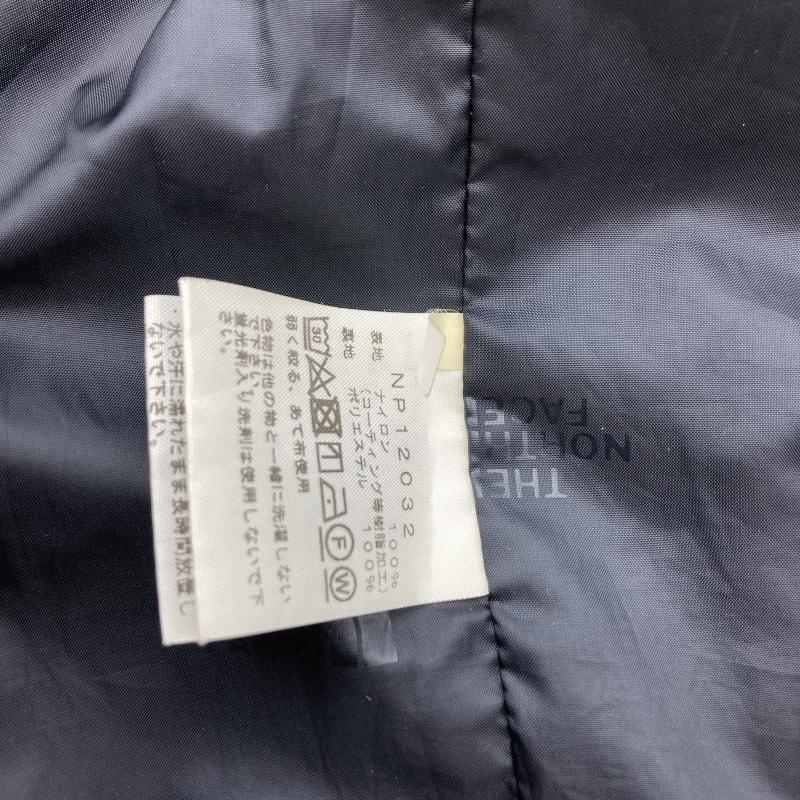 NP12032
表地 ナイロン 100%
(コーティング等樹脂加工)
裏地 ポリエステル 100%
30 F W
弱く絞る、あて布使用
色物は他の物と一緒に洗濯しない
で下さい。
蛍光剤入り洗剤は使用しないで下
・水や汗に濡れたまま長時間放置し
ないで下さい。
THE
NORTH
FACE